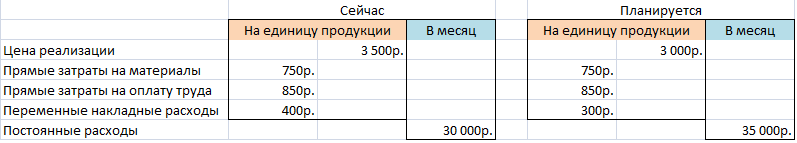 Сейчас Планируется
На единицу продукции В месяц На единицу продукции В месяц
Цена реализации 3 500р. 3 000р.
Прямые затраты на материалы 750р. 750р.
Прямые затраты на оплату труда 850р. 850р.
Переменные накладные расходы 400р. 300р.
Постоянные расходы 30 000р. 35 000р.